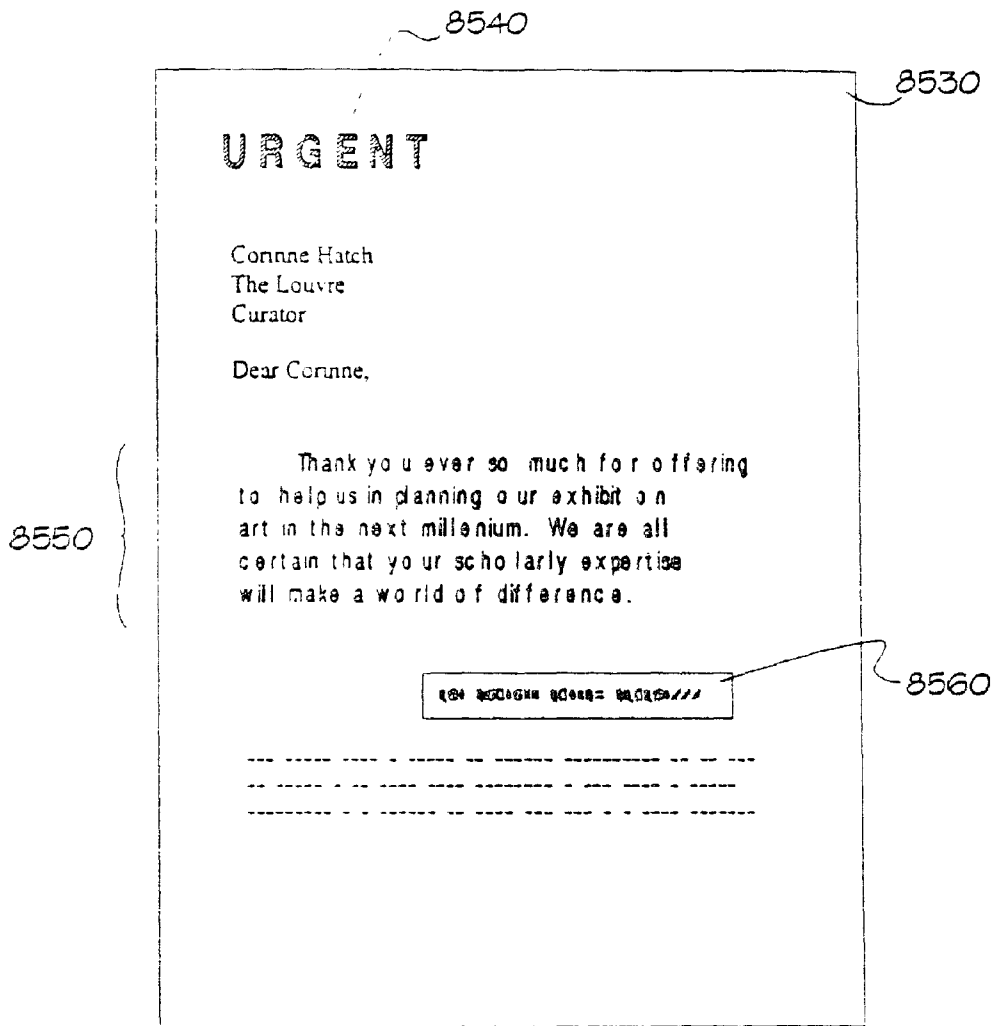 8540
8530
URGENT
Corinne Hatch
The Louvre
Curator
Dear Corinne,
Thank you ever so much for offering
to help us in planning our exhibit on
art in the next millenium. We are all
certain that your scholarly expertise
will make a world of difference.
8550
8560